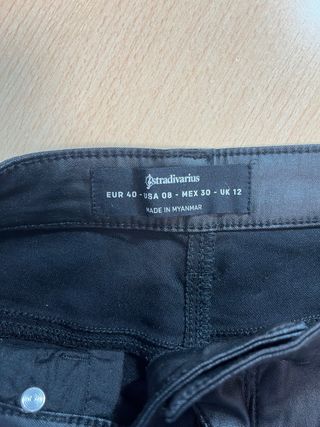 stradivarius
EUR 40 - USA 08 - MEX 30 - UK 12
MADE IN MYANMAR